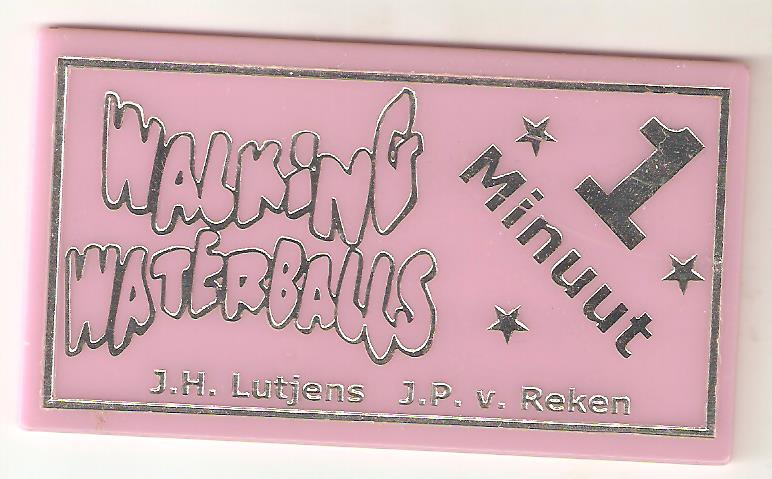 WALKiNG
WATERBALLS
1
Minuut
J.H. Lutjens J.P. v. Reken